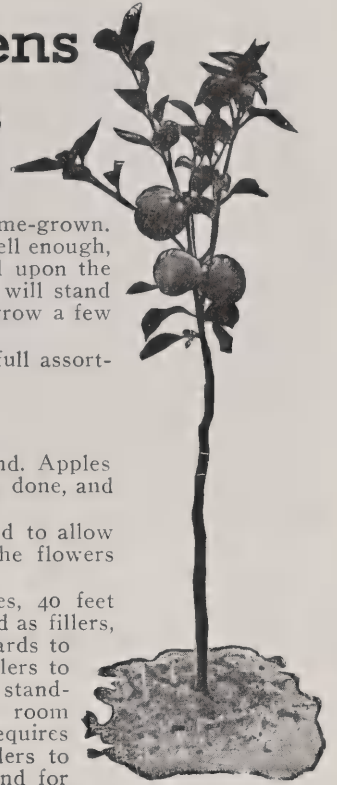 ens
me-grown.
ell enough,
upon the
will stand
row a few
full assort-
nd. Apples
done, and
d to allow
he flowers
es, 40 feet
d as fillers,
ards to
lers to
stand-
room
equires
lers to
nd for